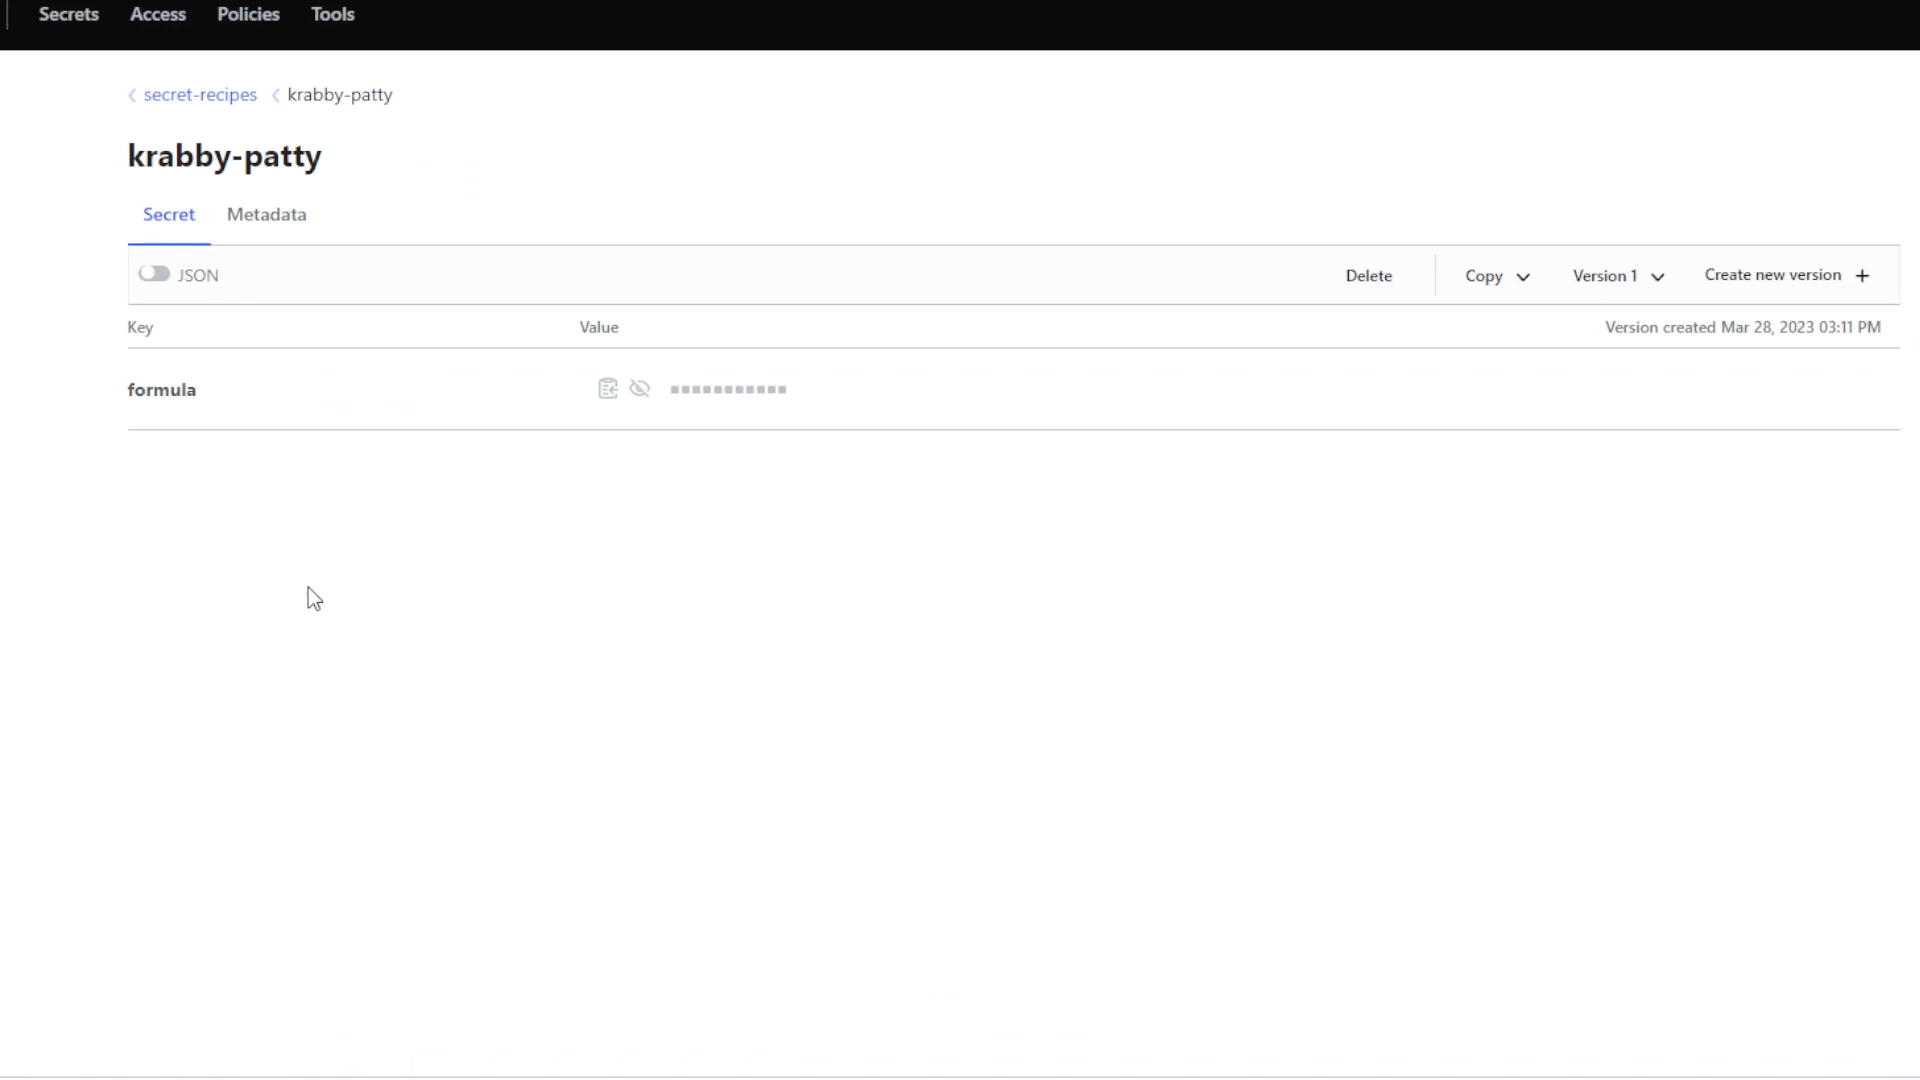 Secrets Access Policies Tools
secret-recipes krabby-patty
krabby-patty
Secret Metadata
JSON Delete Copy Version 1 Create new version +
Key Value Version created Mar 28, 2023 03:11 PM
formula